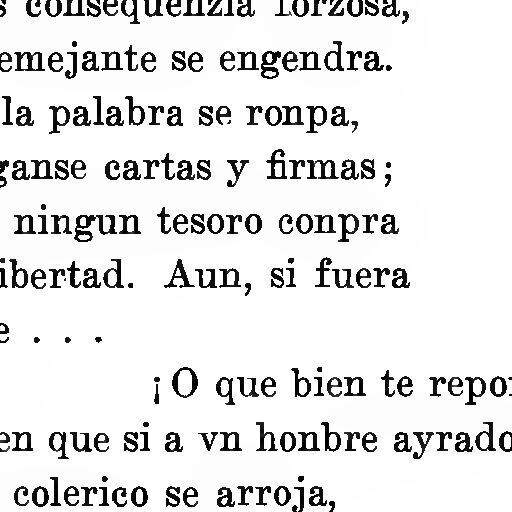 consequenzia forzosa,
emejante se engendra.
la palabra se ronpa,
ganse cartas y firmas;
ningun tesoro conpra
ibertad. Aun, si fuera
e . . .
¡O que bien te repo
en que si a vn honbre ayrado
colerico se arroja,